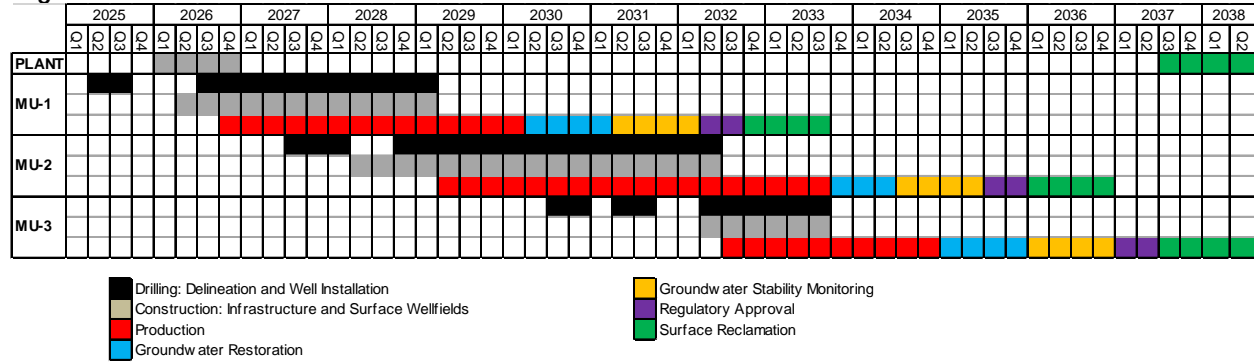 2025 2026 2027 2028 2029 2030 2031 2032 2033 2034 2035 2036 2037 2038
Q1 Q2 Q3 Q4 Q1 Q2 Q3 Q4 Q1 Q2 Q3 Q4 Q1 Q2 Q3 Q4 Q1 Q2 Q3 Q4 Q1 Q2 Q3 Q4 Q1 Q2 Q3 Q4 Q1 Q2 Q3 Q4 Q1 Q2 Q3 Q4 Q1 Q2 Q3 Q4 Q1 Q2 Q3 Q4 Q1 Q2 Q3 Q4 Q1 Q2 Q3 Q4 Q1 Q2
PLANT
MU-1
MU-2
MU-3
Drilling: Delineation and Well Installation
Construction: Infrastructure and Surface Wellfields
Production
Groundwater Restoration
Groundwater Stability Monitoring
Regulatory Approval
Surface Reclamation